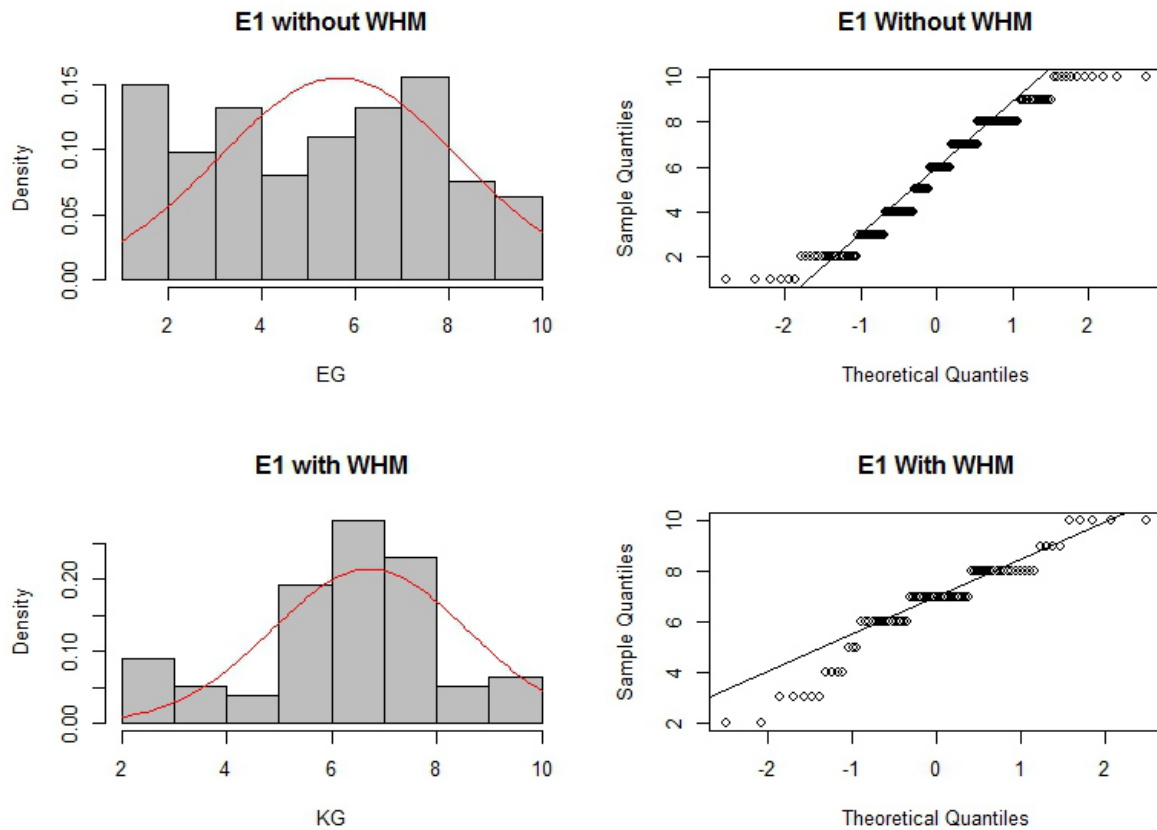 E1 without WHM
Density
0.00 0.05 0.10 0.15
2 4 6 8 10
EG
E1 Without WHM
Sample Quantiles
2 4 6 8 10
-2 -1 0 1 2
Theoretical Quantiles
E1 with WHM
Density
0.00 0.10 0.20
2 4 6 8 10
KG
E1 With WHM
Sample Quantiles
2 4 6 8 10
-2 -1 0 1 2
Theoretical Quantiles